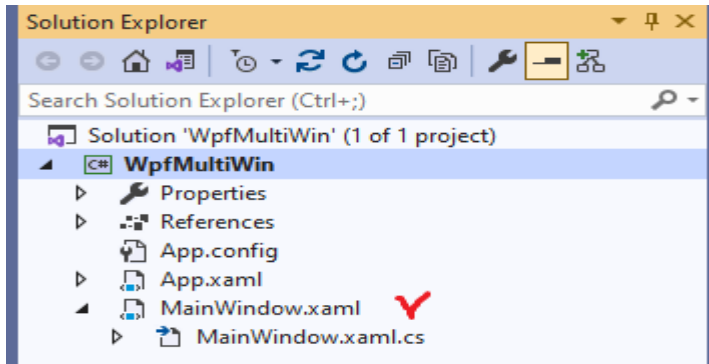 Solution Explorer
Search Solution Explorer (Ctrl+;)
Solution 'WpfMultiWin' (1 of 1 project)
C# WpfMultiWin
Properties
References
App.config
App.xaml
MainWindow.xaml
MainWindow.xaml.cs